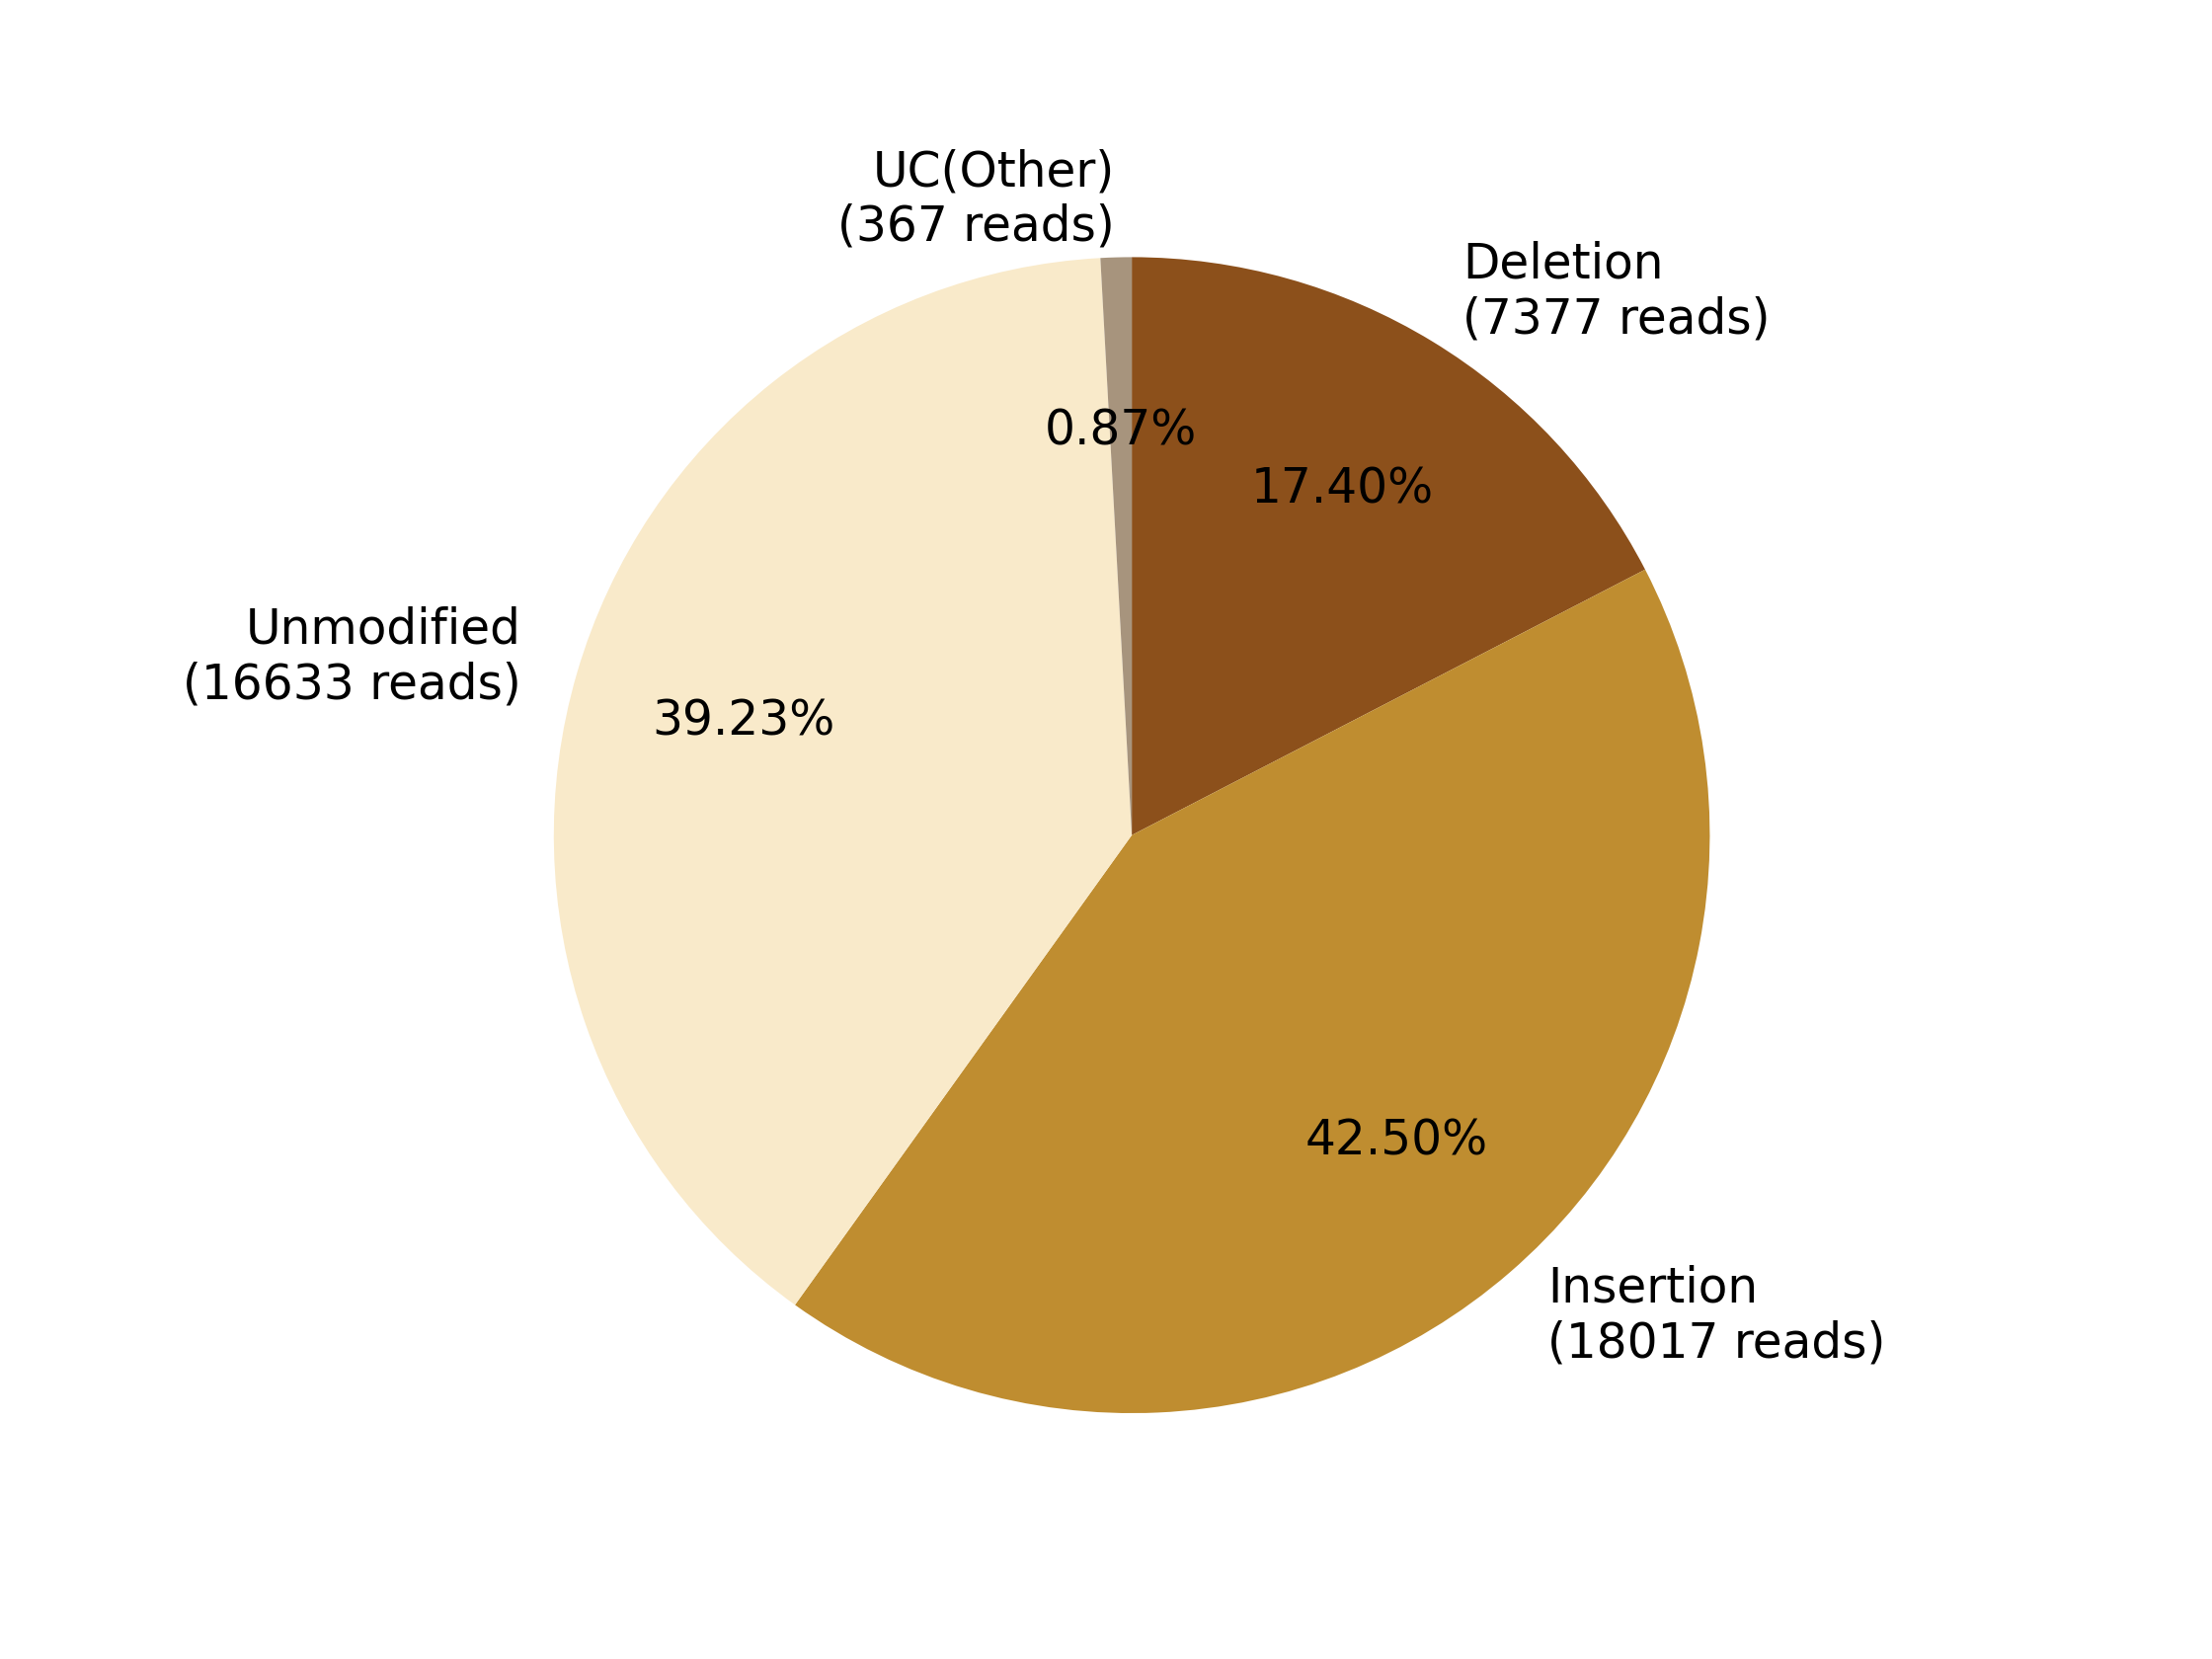 UC(Other)
(367 reads)
Deletion
(7377 reads)
0.87%
17.40%
Unmodified
(16633 reads)
39.23%
42.50%
Insertion
(18017 reads)